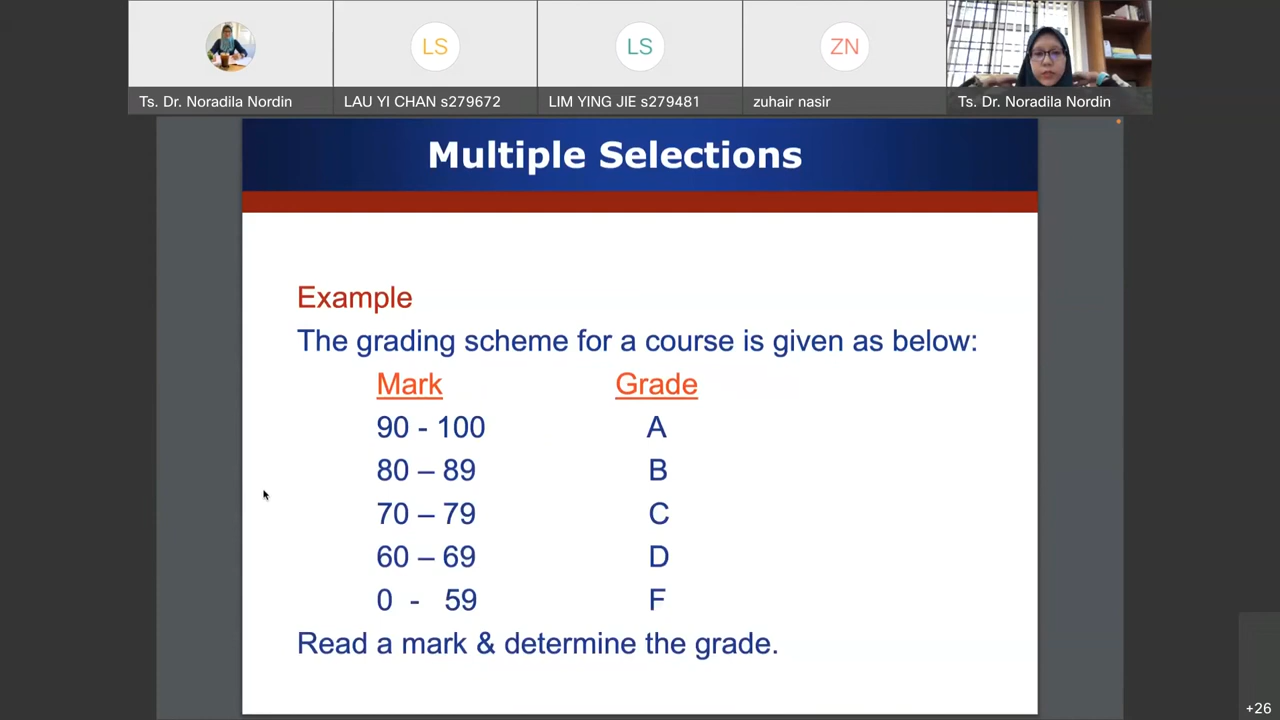 LS
LS
ZN
Ts. Dr. Noradila Nordin
LAU YI CHAN s279672
LIM YING JIE s279481
zuhair nasir
Ts. Dr. Noradila Nordin
Multiple Selections
Example
The grading scheme for a course is given as below:
Mark Grade
90 - 100 A
80 – 89 B
70 – 79 C
60 – 69 D
0 - 59 F
Read a mark & determine the grade.
+26